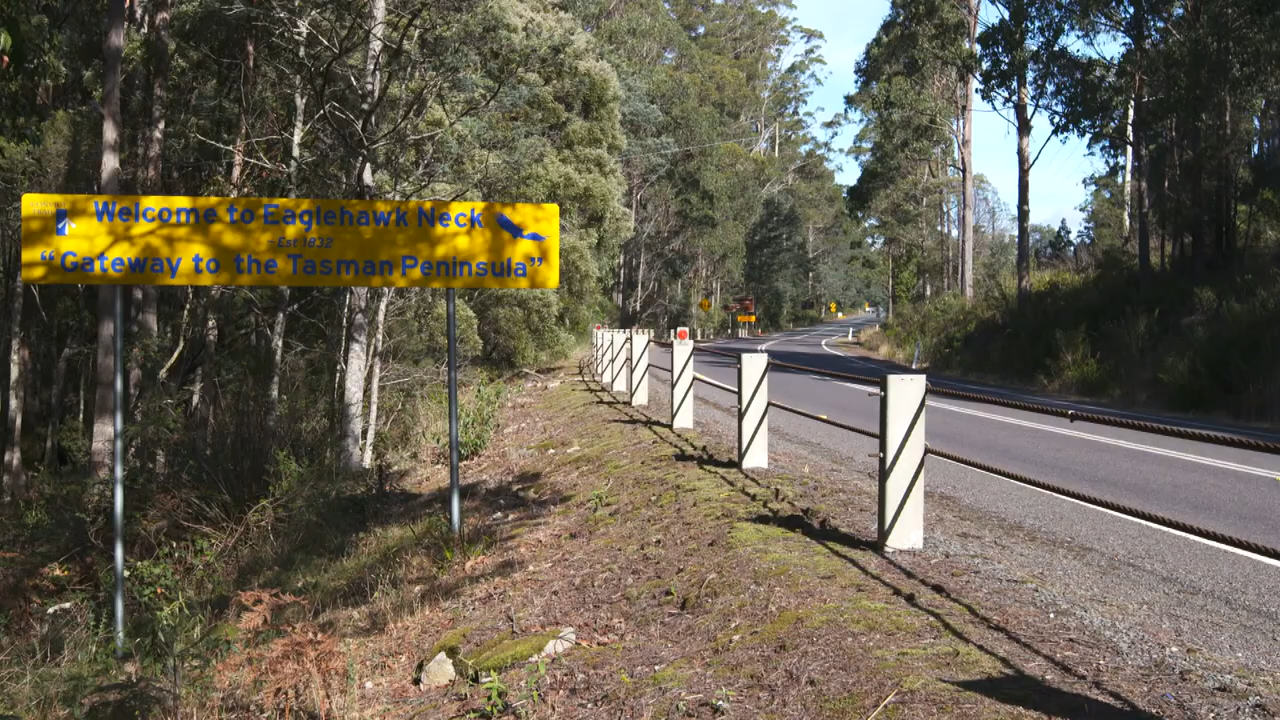 Welcome to Eaglehawk Neck
~Est 1832
"Gateway to the Tasman Peninsula"